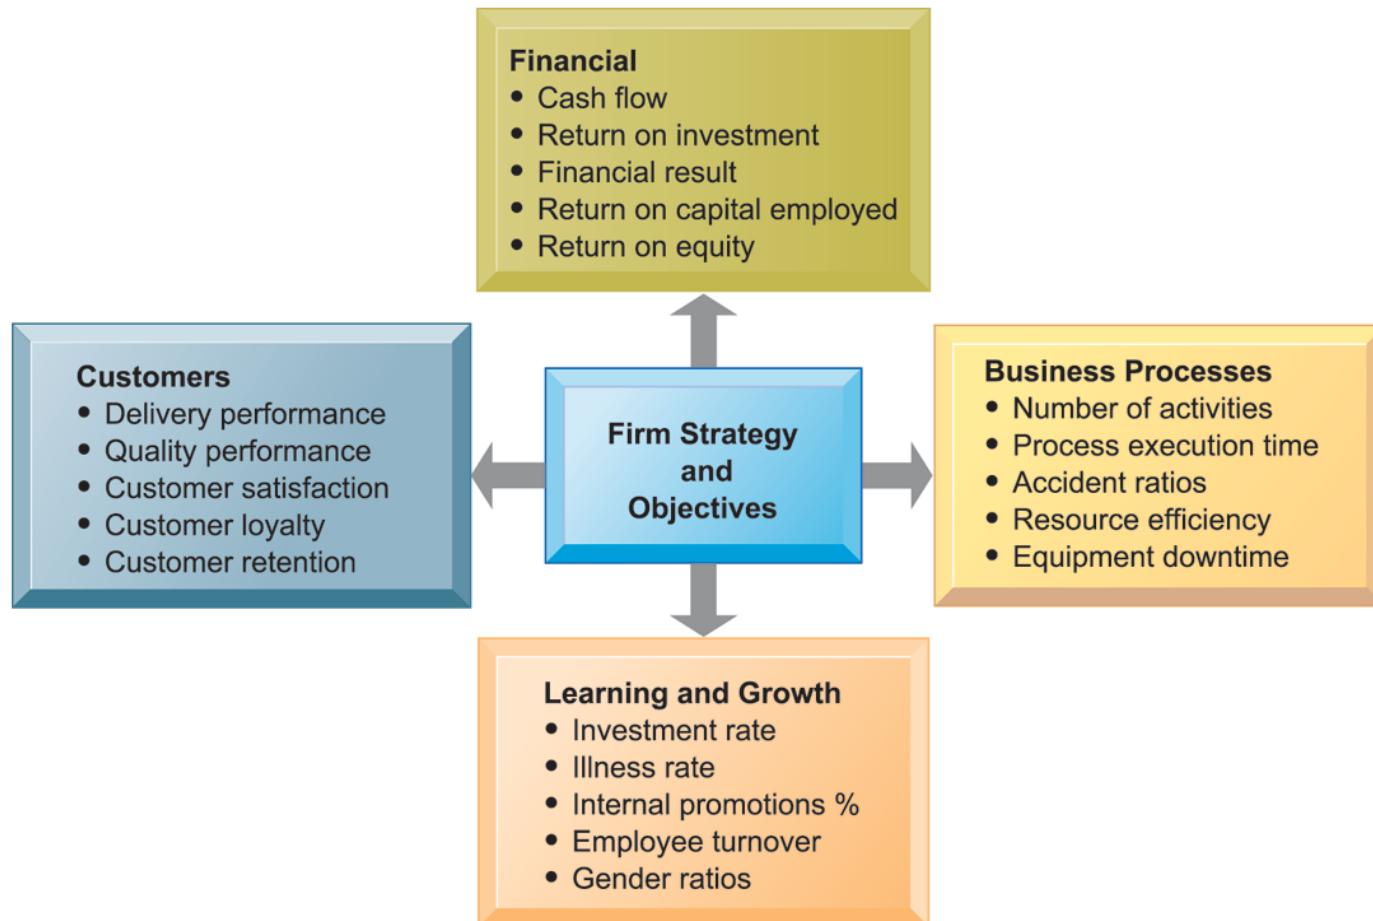 Financial
• Cash flow
• Return on investment
• Financial result
• Return on capital employed
• Return on equity
Customers
• Delivery performance
• Quality performance
• Customer satisfaction
• Customer loyalty
• Customer retention
Firm Strategy
and
Objectives
Business Processes
• Number of activities
• Process execution time
• Accident ratios
• Resource efficiency
• Equipment downtime
Learning and Growth
• Investment rate
• Illness rate
• Internal promotions %
• Employee turnover
• Gender ratios